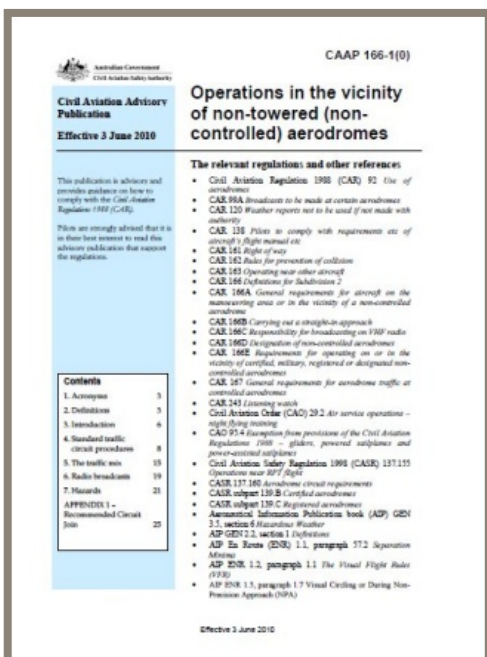 CAAP 166-1(0)
Australian Government
Civil Aviation Safety Authority
Civil Aviation Advisory
Publication
Effective 3 June 2010
This publication is advisory and
provides guidance on how to
comply with the Civil Aviation
Regulations 1988 (CAR).
Pilots are strongly advised that it is
in their best interest to read this
advisory publication that support
the regulations.
Contents
1. Acronyms 3
2. Definitions 3
3. Introduction 6
4. Standard traffic
circuit procedures 8
5. The traffic mix 15
6. Radio broadcasts 19
7. Hazards 21
APPENDIX 1 –
Recommended Circuit
Join 25
Operations in the vicinity
of non-towered (non-
controlled) aerodromes
The relevant regulations and other references
• Civil Aviation Regulation 1988 (CAR) 92 Use of
aerodromes
• CAR 99A Broadcasts to be made at certain aerodromes
• CAR 120 Weather reports not to be used if not made with
authority
• CAR 138 Pilots to comply with requirements etc of
aircraft's flight manual etc
• CAR 161 Right of way
• CAR 162 Rules for prevention of collision
• CAR 163 Operating near other aircraft
• CAR 166 Definitions for Subdivision 2
• CAR 166A General requirements for aircraft on the
manoeuvring area or in the vicinity of a non-controlled
aerodrome
• CAR 166B Carrying out a straight-in approach
• CAR 166C Responsibility for broadcasting on VHF radio
• CAR 166D Designation of non-controlled aerodromes
• CAR 166E Requirements for operating on or in the
vicinity of certified, military, registered or designated non-
controlled aerodromes
• CAR 167 General requirements for aerodrome traffic at
controlled aerodromes
• CAR 243 Listening watch
• Civil Aviation Order (CAO) 29.2 Air service operations –
night flying training
• CAO 95.4 Exemption from provisions of the Civil Aviation
Regulations 1988 – gliders, powered sailplanes and
power-assisted sailplanes
• Civil Aviation Safety Regulation 1998 (CASR) 137.155
Operations near RPT flight
• CASR 137.160 Aerodrome circuit requirements
• CASR subpart 139.B Certified aerodromes
• CASR subpart 139.C Registered aerodromes
• Aeronautical Information Publication book (AIP) GEN
3.5, section 6 Hazardous Weather
• AIP GEN 2.2, section 1 Definitions
• AIP En Route (ENR) 1.1, paragraph 57.2 Separation
Minima
• AIP ENR 1.2, paragraph 1.1 The Visual Flight Rules
(VFR)
• AIP ENR 1.5, paragraph 1.7 Visual Circling or During Non-
Precision Approach (NPA)
Effective 3 June 2010